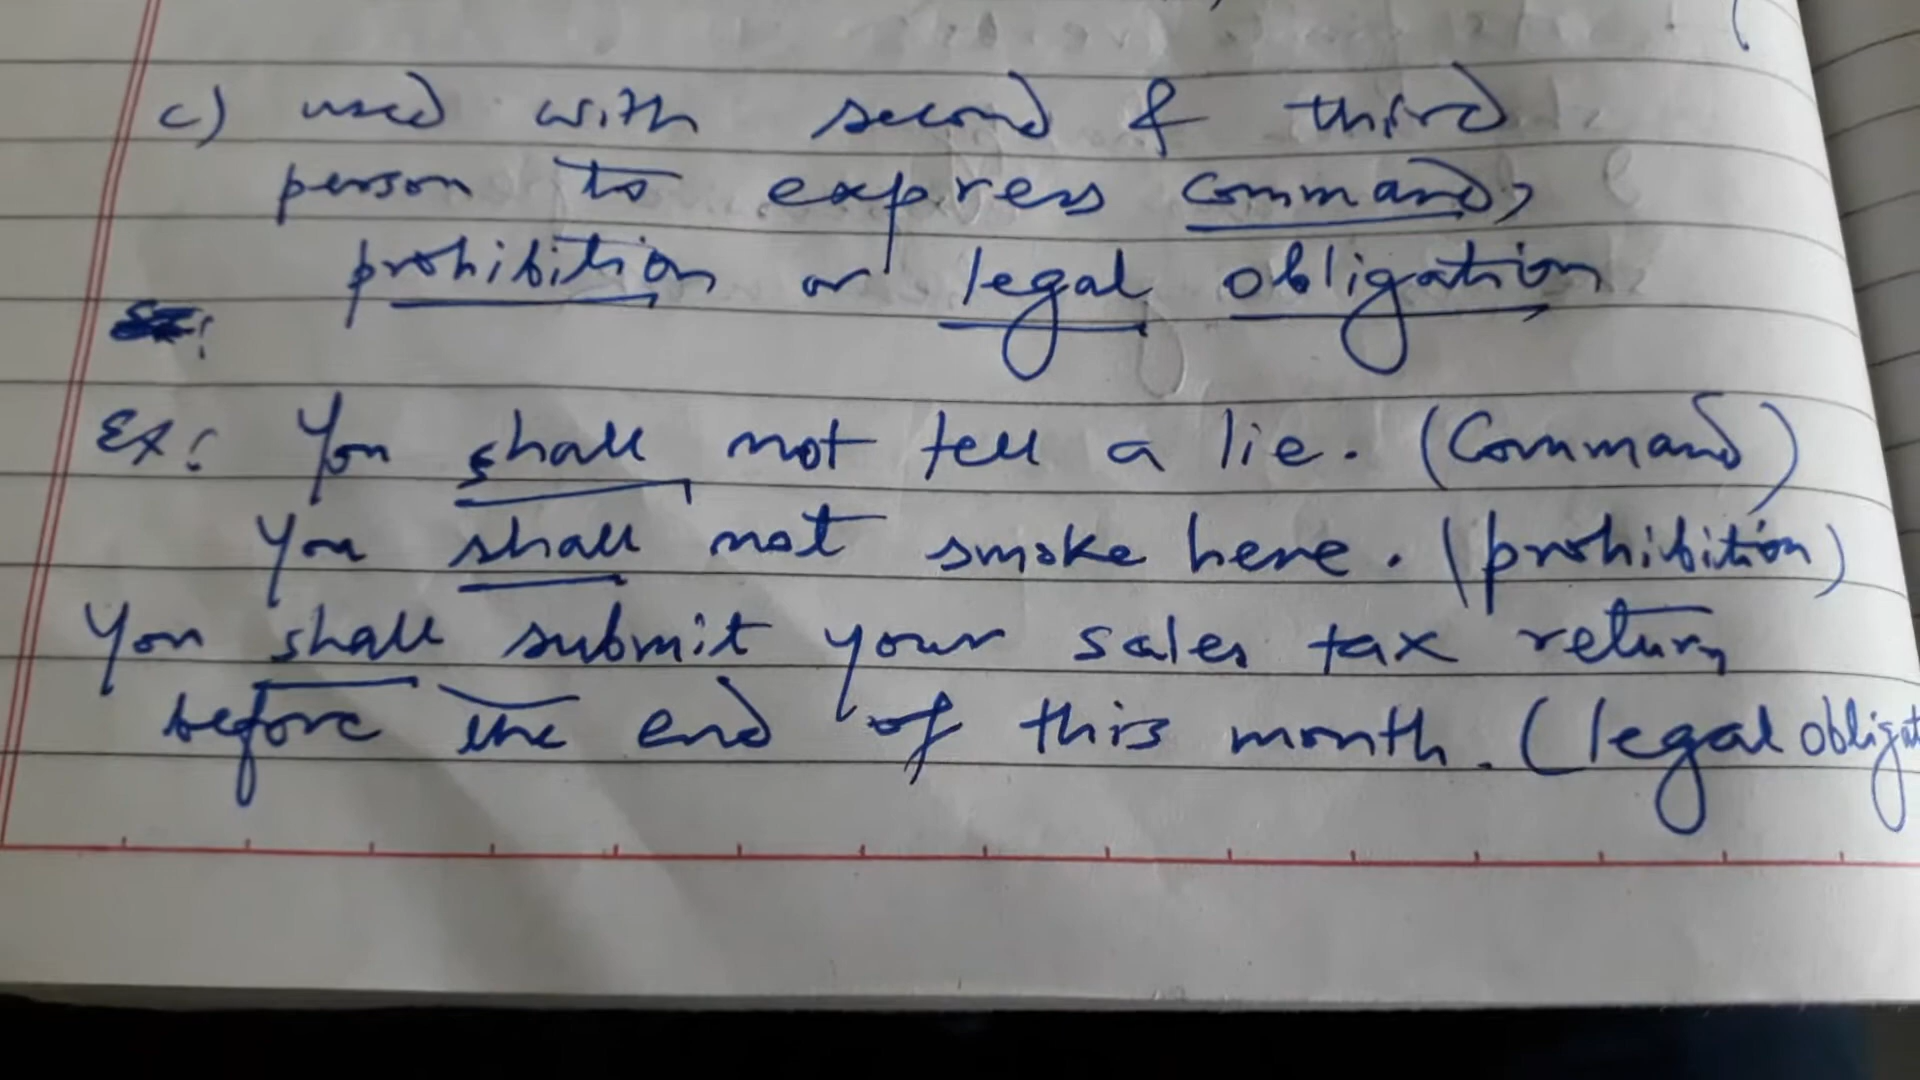 c) used with second & third
person to express command,
prohibition or legal obligation
Ex: You shall not tell a lie. (Command)
You shall not smoke here. (prohibition)
You shall submit your sales tax return
before the end of this month. (legal obligat